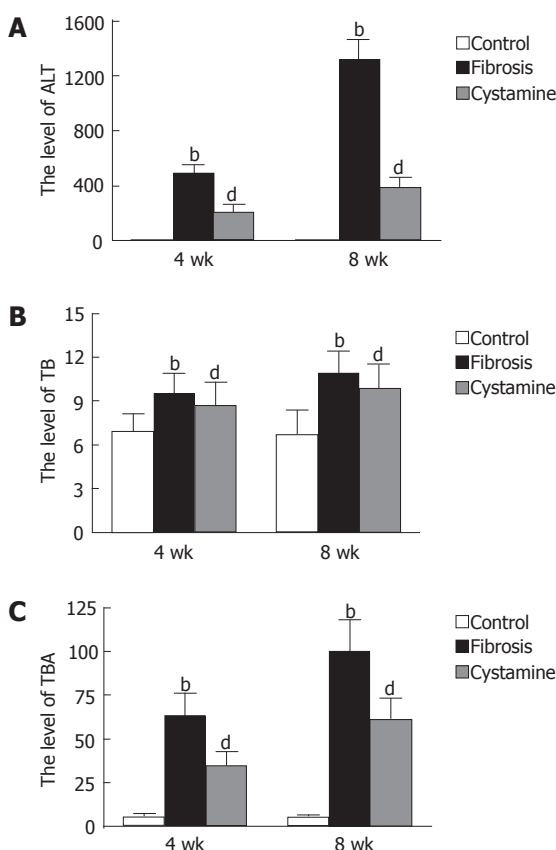 A
The level of ALT
1600
1200
800
400
0
b
d
b
d
4 wk
8 wk
Control
Fibrosis
Cystamine
B
The level of TB
15
12
9
6
3
0
b
d
b
d
4 wk
8 wk
Control
Fibrosis
Cystamine
C
The level of TBA
125
100
75
50
25
0
b
d
b
d
4 wk
8 wk
Control
Fibrosis
Cystamine